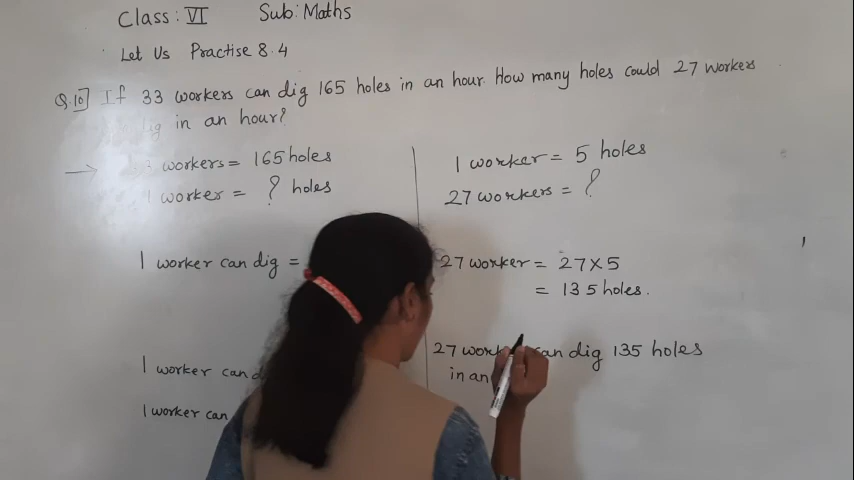 Class: VI Sub: Maths
Let Us Practise 8.4
Q.10] If 33 workers can dig 165 holes in an hour. How many holes could 27 workers
dig in an hour?
workers = 165 holes
1 worker = ? holes
1 worker can dig =
1 worker can
1 worker can
1 worker = 5 holes
27 workers = ?
27 worker = 27 × 5
= 135 holes.
27 can dig 135 holes
in an